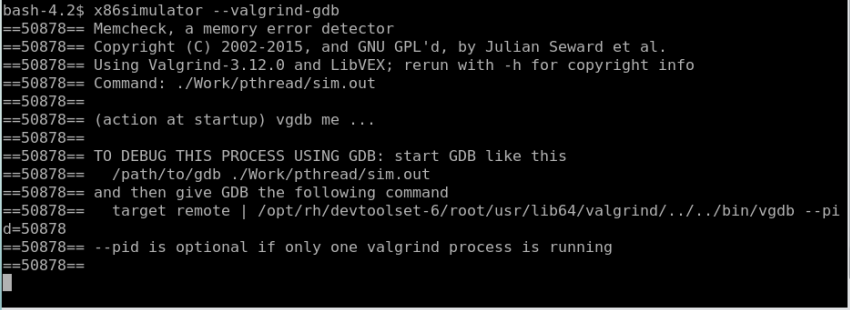 bash-4.2$ x86simulator --valgrind-gdb
==50878== Memcheck, a memory error detector
==50878== Copyright (C) 2002-2015, and GNU GPL'd, by Julian Seward et al.
==50878== Using Valgrind-3.12.0 and LibVEX; rerun with -h for copyright info
==50878== Command: ./Work/pthread/sim.out
==50878==
==50878== (action at startup) vgdb me ...
==50878==
==50878== TO DEBUG THIS PROCESS USING GDB: start GDB like this
==50878==   /path/to/gdb ./Work/pthread/sim.out
==50878== and then give GDB the following command
==50878==   target remote | /opt/rh/devtoolset-6/root/usr/lib64/valgrind/../../bin/vgdb --pi
d=50878
==50878== --pid is optional if only one valgrind process is running
==50878==